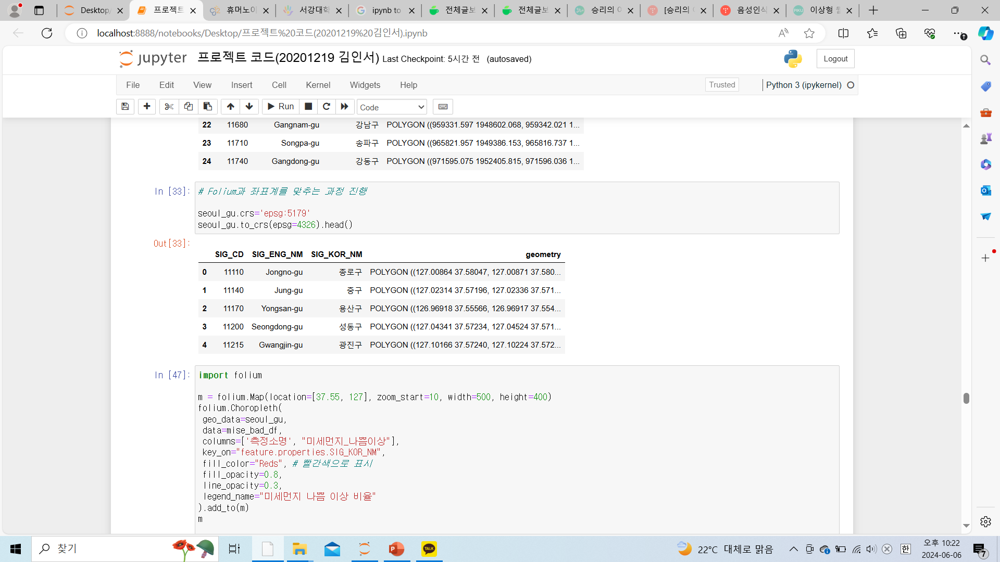 Desktop/
프로젝트
휴머노이
서강대학
ipynb to
전체글보
전체글보
승리의 0
[승리의
음성인식
이상형 월
localhost:8888/notebooks/Desktop/프로젝트%20코드(20201219%20김인서).ipynb
jupyter 프로젝트 코드(20201219 김인서) Last Checkpoint: 5시간 전 (autosaved)
Logout
File Edit View Insert Cell Kernel Widgets Help
Trusted
Python 3 (ipykernel)
Run
Code
22 11680 Gangnam-gu 강남구 POLYGON ((959331.597 1948602.068, 959342.021 1...
23 11710 Songpa-gu 송파구 POLYGON ((965821.957 1949386.153, 965816.737 1...
24 11740 Gangdong-gu 강동구 POLYGON ((971595.075 1952405.815, 971596.036 1...
In [33]:
# Folium과 좌표계를 맞추는 과정 진행
seoul_gu.crs='epsg:5179'
seoul_gu.to_crs(epsg=4326).head()
Out[33]:
SIG_CD SIG_ENG_NM SIG_KOR_NM geometry
0 11110 Jongno-gu 종로구 POLYGON ((127.00864 37.58047, 127.00871 37.580...
1 11140 Jung-gu 중구 POLYGON ((127.02314 37.57196, 127.02336 37.571...
2 11170 Yongsan-gu 용산구 POLYGON ((126.96918 37.55566, 126.96917 37.554...
3 11200 Seongdong-gu 성동구 POLYGON ((127.04341 37.57234, 127.04524 37.571...
4 11215 Gwangjin-gu 광진구 POLYGON ((127.10166 37.57240, 127.10224 37.572...
In [47]:
import folium
m = folium.Map(location=[37.55, 127], zoom_start=10, width=500, height=400)
folium.Choropleth(
geo_data=seoul_gu,
data=mise_bad_df,
columns=['측정소명', "미세먼지_나쁨이상"],
key_on="feature.properties.SIG_KOR_NM",
fill_color="Reds", # 빨간색으로 표시
fill_opacity=0.8,
line_opacity=0.3,
legend_name="미세먼지 나쁨 이상 비율"
).add_to(m)
m
찾기
TALK
22°C 대체로 맑음
한
오후 10:22
2024-06-06
7